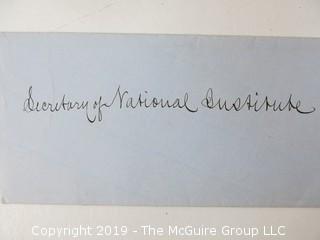 Secretary of National Institute
Copyright © 2019 - The McGuire Group LLC